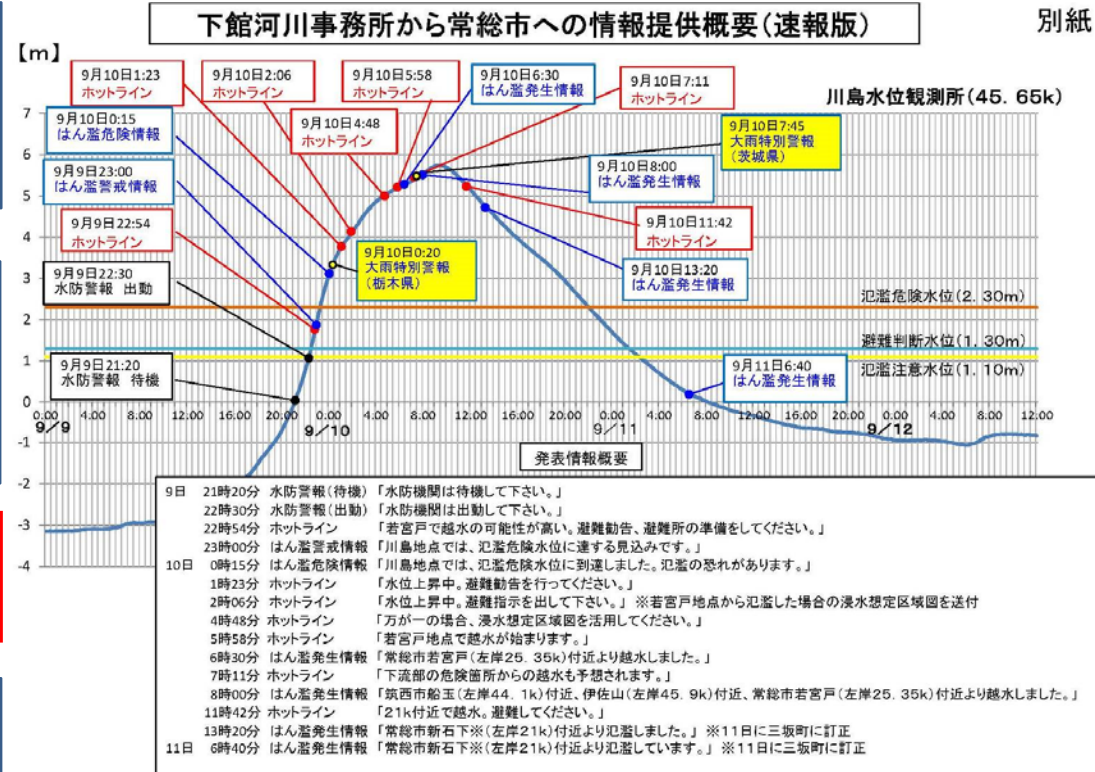 下館河川事務所から常総市への情報提供概要(速報版)
別紙
【m】
川島水位観測所(45. 65k)
9月10日1:23
ホットライン
9月10日2:06
ホットライン
9月10日5:58
ホットライン
9月10日6:30
はん濫発生情報
9月10日7:11
ホットライン
9月10日0:15
はん濫危険情報
9月10日4:48
ホットライン
9月10日7:45
大雨特別警報
(茨城県)
9月9日23:00
はん濫警戒情報
9月10日8:00
はん濫発生情報
9月9日22:54
ホットライン
9月10日11:42
ホットライン
9月10日0:20
大雨特別警報
(栃木県)
9月9日22:30
水防警報 出動
9月10日13:20
はん濫発生情報
氾濫危険水位(2. 30m)
9月9日21:20
水防警報 待機
避難判断水位(1. 30m)
氾濫注意水位(1. 10m)
9月11日6:40
はん濫発生情報
7
6
5
4
3
2
1
0
-1
-2
-3
-4
0.00 4.00 8.00 12.00 16.00 20.00 0.00 4.00 8.00 12.00 16.00 20.00 0.00 4.00 8.00 12.00 16.00 20.00 0.00 4.00 8.00 12.00
9/9 9/10 9/11 9/12
発表情報概要
9日 21時20分 水防警報(待機) 「水防機関は待機して下さい。」
22時30分 水防警報(出動) 「水防機関は出動して下さい。」
22時54分 ホットライン 「若宮戸で越水の可能性が高い。避難勧告、避難所の準備をしてください。」
23時00分 はん濫警戒情報 「川島地点では、氾濫危険水位に達する見込みです。」
10日 0時15分 はん濫危険情報 「川島地点では、氾濫危険水位に到達しました。氾濫の恐れがあります。」
1時23分 ホットライン 「水位上昇中。避難勧告を行ってください。」
2時06分 ホットライン 「水位上昇中。避難指示を出して下さい。」 ※若宮戸地点から氾濫した場合の浸水想定区域図を送付
4時48分 ホットライン 「万が一の場合、浸水想定区域図を活用してください。」
5時58分 ホットライン 「若宮戸地点で越水が始まります。」
6時30分 はん濫発生情報 「常総市若宮戸(左岸25. 35k)付近より越水しました。」
7時11分 ホットライン 「下流部の危険箇所からの越水も予想されます。」
8時00分 はん濫発生情報 「筑西市船玉(左岸44. 1k)付近、伊佐山(左岸45. 9k)付近、常総市若宮戸(左岸25. 35k)付近より越水しました。」
11時42分 ホットライン 「21k付近で越水。避難してください。」
13時20分 はん濫発生情報 「常総市新石下※(左岸21k)付近より氾濫しました。」 ※11日に三坂町に訂正
11日 6時40分 はん濫発生情報 「常総市新石下※(左岸21k)付近より氾濫しています。」 ※11日に三坂町に訂正